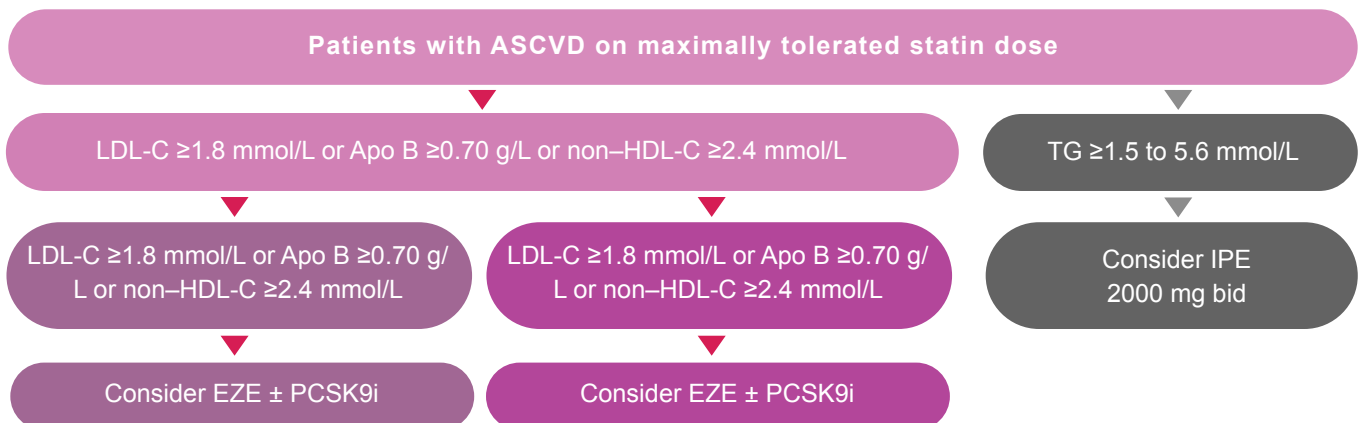 Patients with ASCVD on maximally tolerated statin dose
LDL-C ≥1.8 mmol/L or Apo B ≥0.70 g/L or non–HDL-C ≥2.4 mmol/L
TG ≥1.5 to 5.6 mmol/L
LDL-C ≥1.8 mmol/L or Apo B ≥0.70 g/
L or non–HDL-C ≥2.4 mmol/L
LDL-C ≥1.8 mmol/L or Apo B ≥0.70 g/
L or non–HDL-C ≥2.4 mmol/L
Consider IPE
2000 mg bid
Consider EZE ± PCSK9i
Consider EZE ± PCSK9i